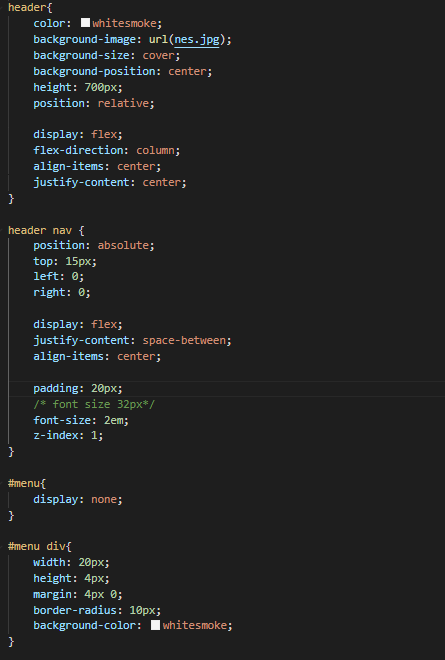 header{
color: whitesmoke;
background-image: url(nes.jpg);
background-size: cover;
background-position: center;
height: 700px;
position: relative;
display: flex;
flex-direction: column;
align-items: center;
justify-content: center;
}
header nav {
position: absolute;
top: 15px;
left: 0;
right: 0;
display: flex;
justify-content: space-between;
align-items: center;
padding: 20px;
/* font size 32px*/
font-size: 2em;
z-index: 1;
}
#menu{
display: none;
}
#menu div{
width: 20px;
height: 4px;
margin: 4px 0;
border-radius: 10px;
background-color: whitesmoke;
}